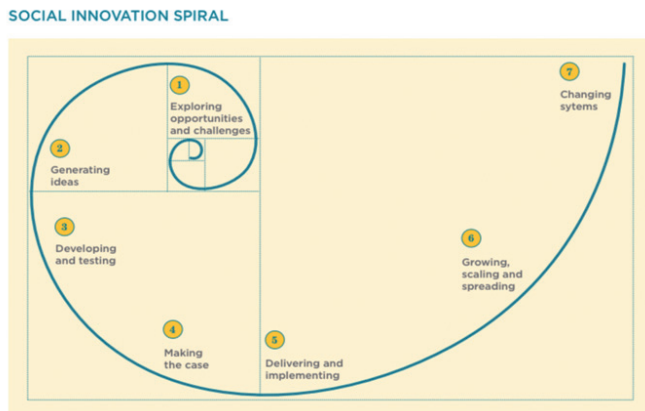 SOCIAL INNOVATION SPIRAL
1
Exploring
opportunities
and challenges
2
Generating
ideas
3
Developing
and testing
4
Making
the case
5
Delivering and
implementing
6
Growing,
scaling and
spreading
7
Changing
sytems